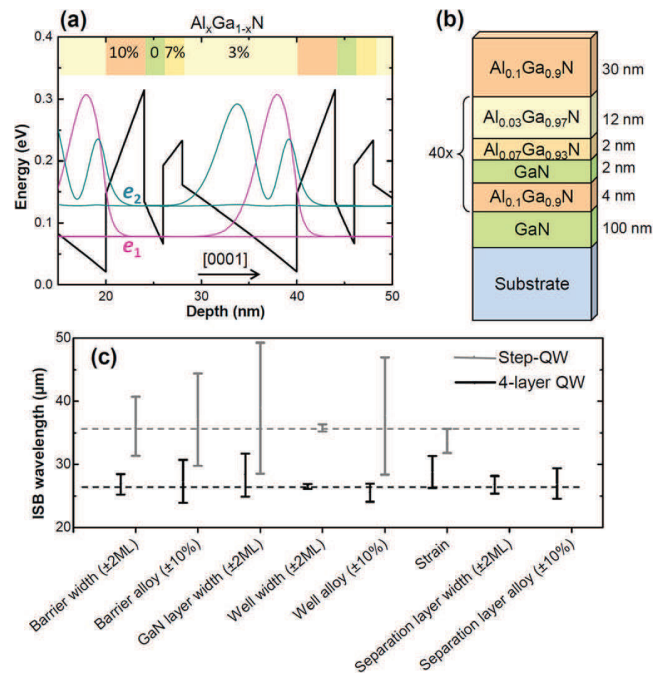 (a)
AlxGa1-xN
10% 0 7% 3%
0.4
0.3
0.2
0.1
0.0
Energy (eV)
e2
e1
[0001]
20 30 40 50
Depth (nm)
(b)
40x
Al0.1Ga0.9N 30 nm
Al0.03Ga0.97N 12 nm
Al0.07Ga0.93N 2 nm
GaN 2 nm
Al0.1Ga0.9N 4 nm
GaN 100 nm
Substrate
(c)
Step-QW
4-layer QW
50
40
30
20
ISB wavelength (µm)
Barrier width (±2ML)
Barrier alloy (±10%)
GaN layer width (±2ML)
Well width (±2ML)
Well alloy (±10%)
Strain
Separation layer width (±2ML)
Separation layer alloy (±10%)